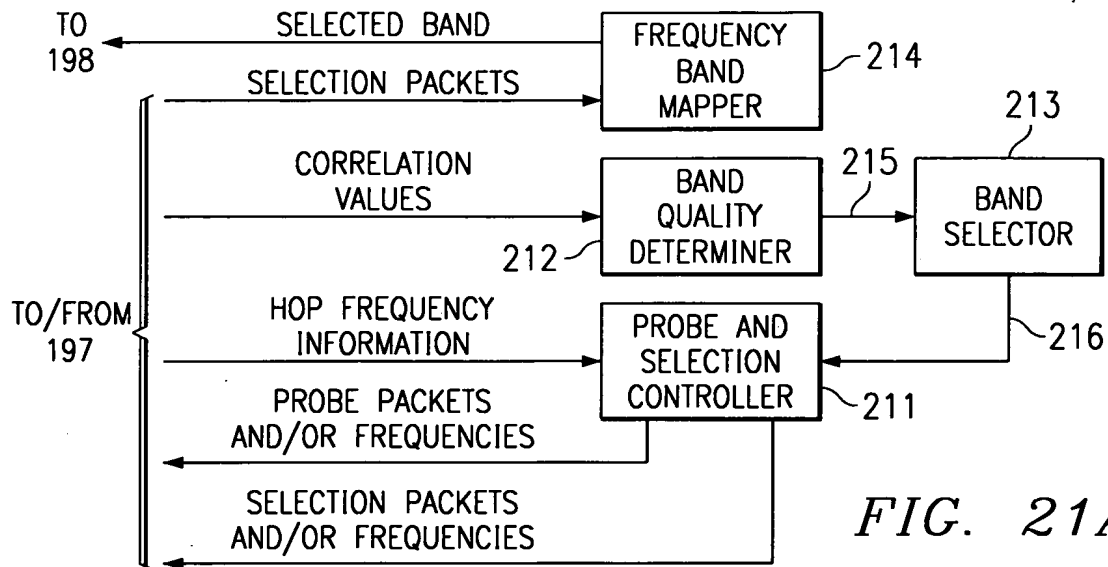 TO
198
SELECTED BAND
SELECTION PACKETS
FREQUENCY
BAND
MAPPER
214
CORRELATION
VALUES
BAND
QUALITY
DETERMINER
212
215
213
BAND
SELECTOR
TO/FROM
197
HOP FREQUENCY
INFORMATION
PROBE AND
SELECTION
CONTROLLER
211
216
PROBE PACKETS
AND/OR FREQUENCIES
SELECTION PACKETS
AND/OR FREQUENCIES
FIG. 21A